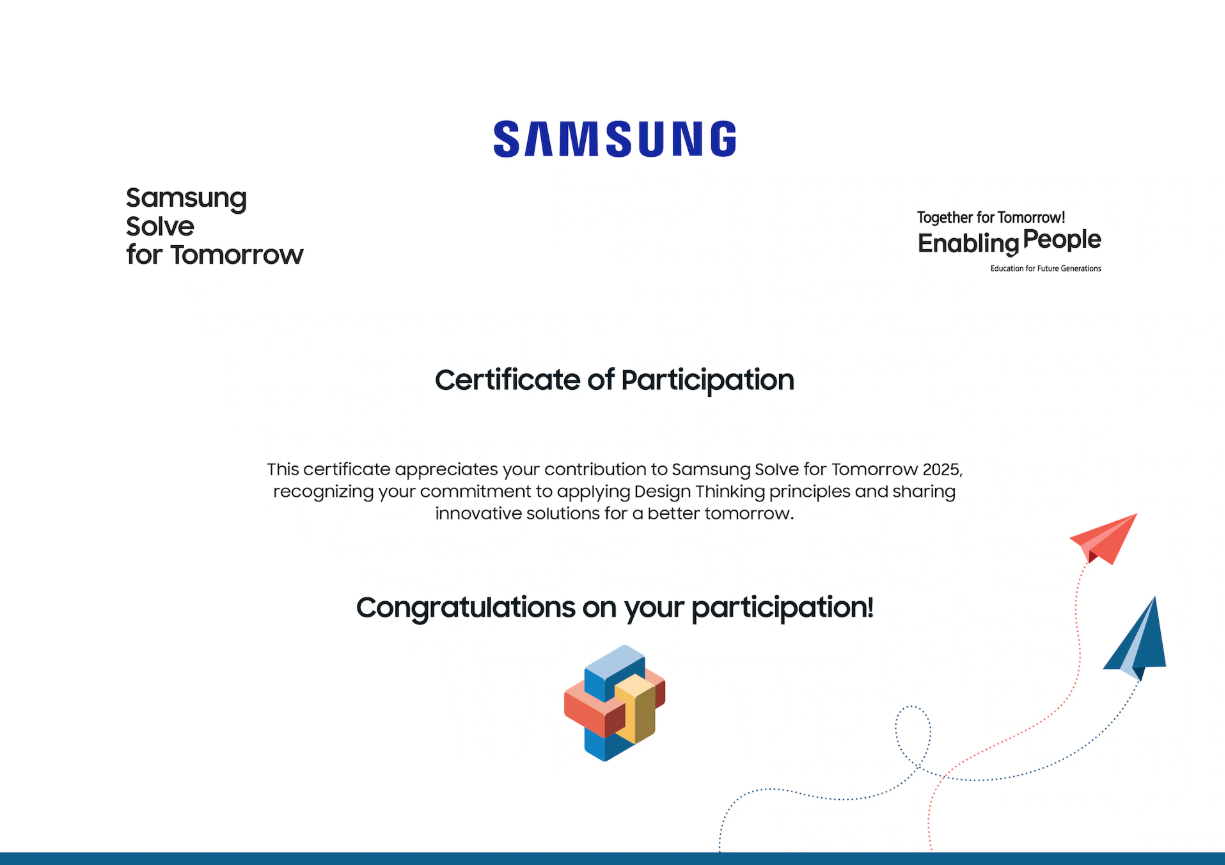 SAMSUNG
Samsung
Solve
for Tomorrow
Together for Tomorrow!
Enabling People
Education for Future Generations
Certificate of Participation
This certificate appreciates your contribution to Samsung Solve for Tomorrow 2025,
recognizing your commitment to applying Design Thinking principles and sharing
innovative solutions for a better tomorrow.
Congratulations on your participation!